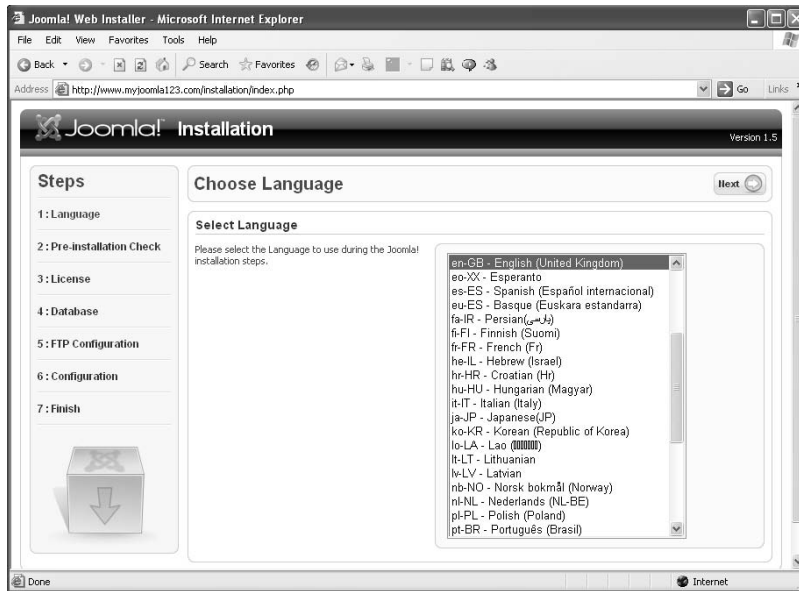 Joomla! Web Installer - Microsoft Internet Explorer
File Edit View Favorites Tools Help
Back Search Favorites
Address http://www.myjoomla123.com/installation/index.php Go Links
Joomla! Installation
Version 1.5
Steps
1 : Language
2 : Pre-installation Check
3 : License
4 : Database
5 : FTP Configuration
6 : Configuration
7 : Finish
Choose Language
Next
Select Language
Please select the Language to use during the Joomla!
installation steps.
en-GB - English (United Kingdom)
eo-XX - Esperanto
es-ES - Spanish (Español internacional)
eu-ES - Basque (Euskara estandarra)
fa-IR - Persian(پارسی)
fi-FI - Finnish (Suomi)
fr-FR - French (Fr)
he-IL - Hebrew (Israel)
hr-HR - Croatian (Hr)
hu-HU - Hungarian (Magyar)
it-IT - Italian (Italy)
ja-JP - Japanese(JP)
ko-KR - Korean (Republic of Korea)
lo-LA - Lao (▯▯▯▯▯▯▯)
lt-LT - Lithuanian
lv-LV - Latvian
nb-NO - Norsk bokmål (Norway)
nl-NL - Nederlands (NL-BE)
pl-PL - Polish (Poland)
pt-BR - Português (Brasil)
Done Internet